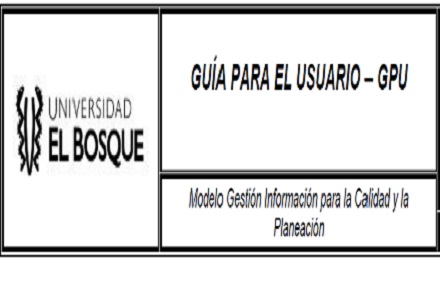 UNIVERSIDAD
EL BOSQUE
GUÍA PARA EL USUARIO – GPU
Modelo Gestión Información para la Calidad y la
Planeación